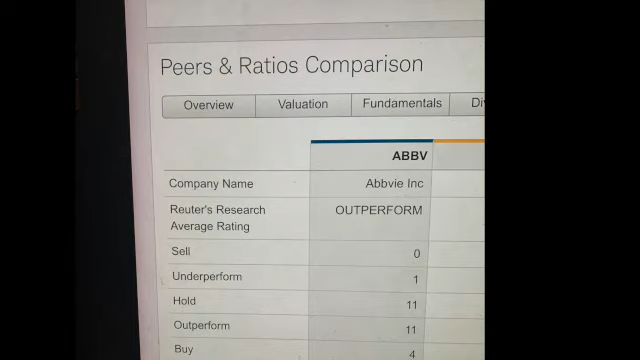 Peers & Ratios Comparison
Overview Valuation Fundamentals
ABBV
Company Name Abbvie Inc
Reuter's Research OUTPERFORM
Average Rating
Sell 0
Underperform 1
Hold 11
Outperform 11
Buy 4